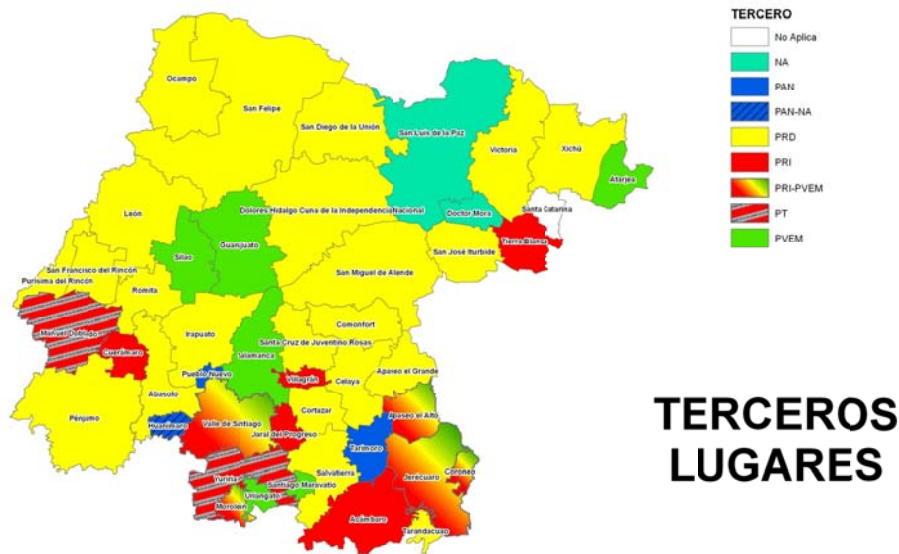 TERCERO
No Aplica
NA
PAN
PAN-NA
PRD
PRI
PRI-PVEM
PT
PVEM
Ocampo
San Felipe
San Diego de la Unión
San Luis de la Paz
Victoria
Xichú
Atarjea
León
Dolores Hidalgo Cuna de la Independencia Nacional
Doctor Mora
Santa Catarina
Silao
Guanjuato
San José Iturbide
Tierra Blanca
San Francisco del Rincón
Purisima del Rincón
Romita
San Miguel de Allende
Manuel Doblado
Cuerámaro
Irapuato
Comonfort
Salamanca
Santa Cruz de Juventino Rosas
Apaseo el Grande
Pueblo Nuevo
Villagrán
Celaya
Pénjamo
Abasolo
Cortazar
Apaseo el Alto
Huanimaro
Valle de Sntiago
Jaral del Progreso
Tarimoro
Salvatierra
Jerécuaro
Coroneo
Yuriria
Santiago Maravatio
Uriangato
Moroleón
Acámbaro
Tarandacuao
TERCEROS
LUGARES